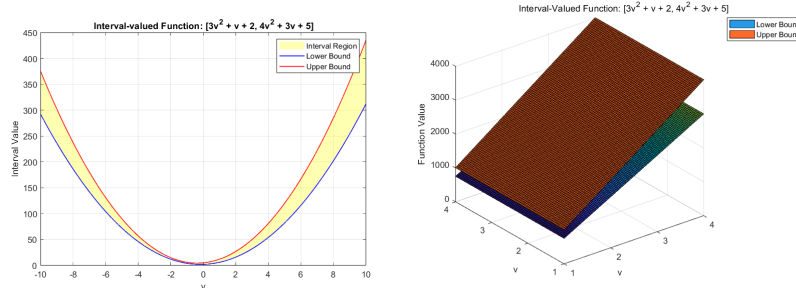 Interval-valued Function: [3v² + v + 2, 4v² + 3v + 5]
Interval Region
Lower Bound
Upper Bound
Interval Value
450
400
350
300
250
200
150
100
50
0
-10
-8
-6
-4
-2
0
2
4
6
8
10
v
Interval-Valued Function: [3v² + v + 2, 4v² + 3v + 5]
Lower Boun
Upper Boun
Function Value
4000
3000
2000
1000
0
4
3
2
1
v
1
2
3
4
v